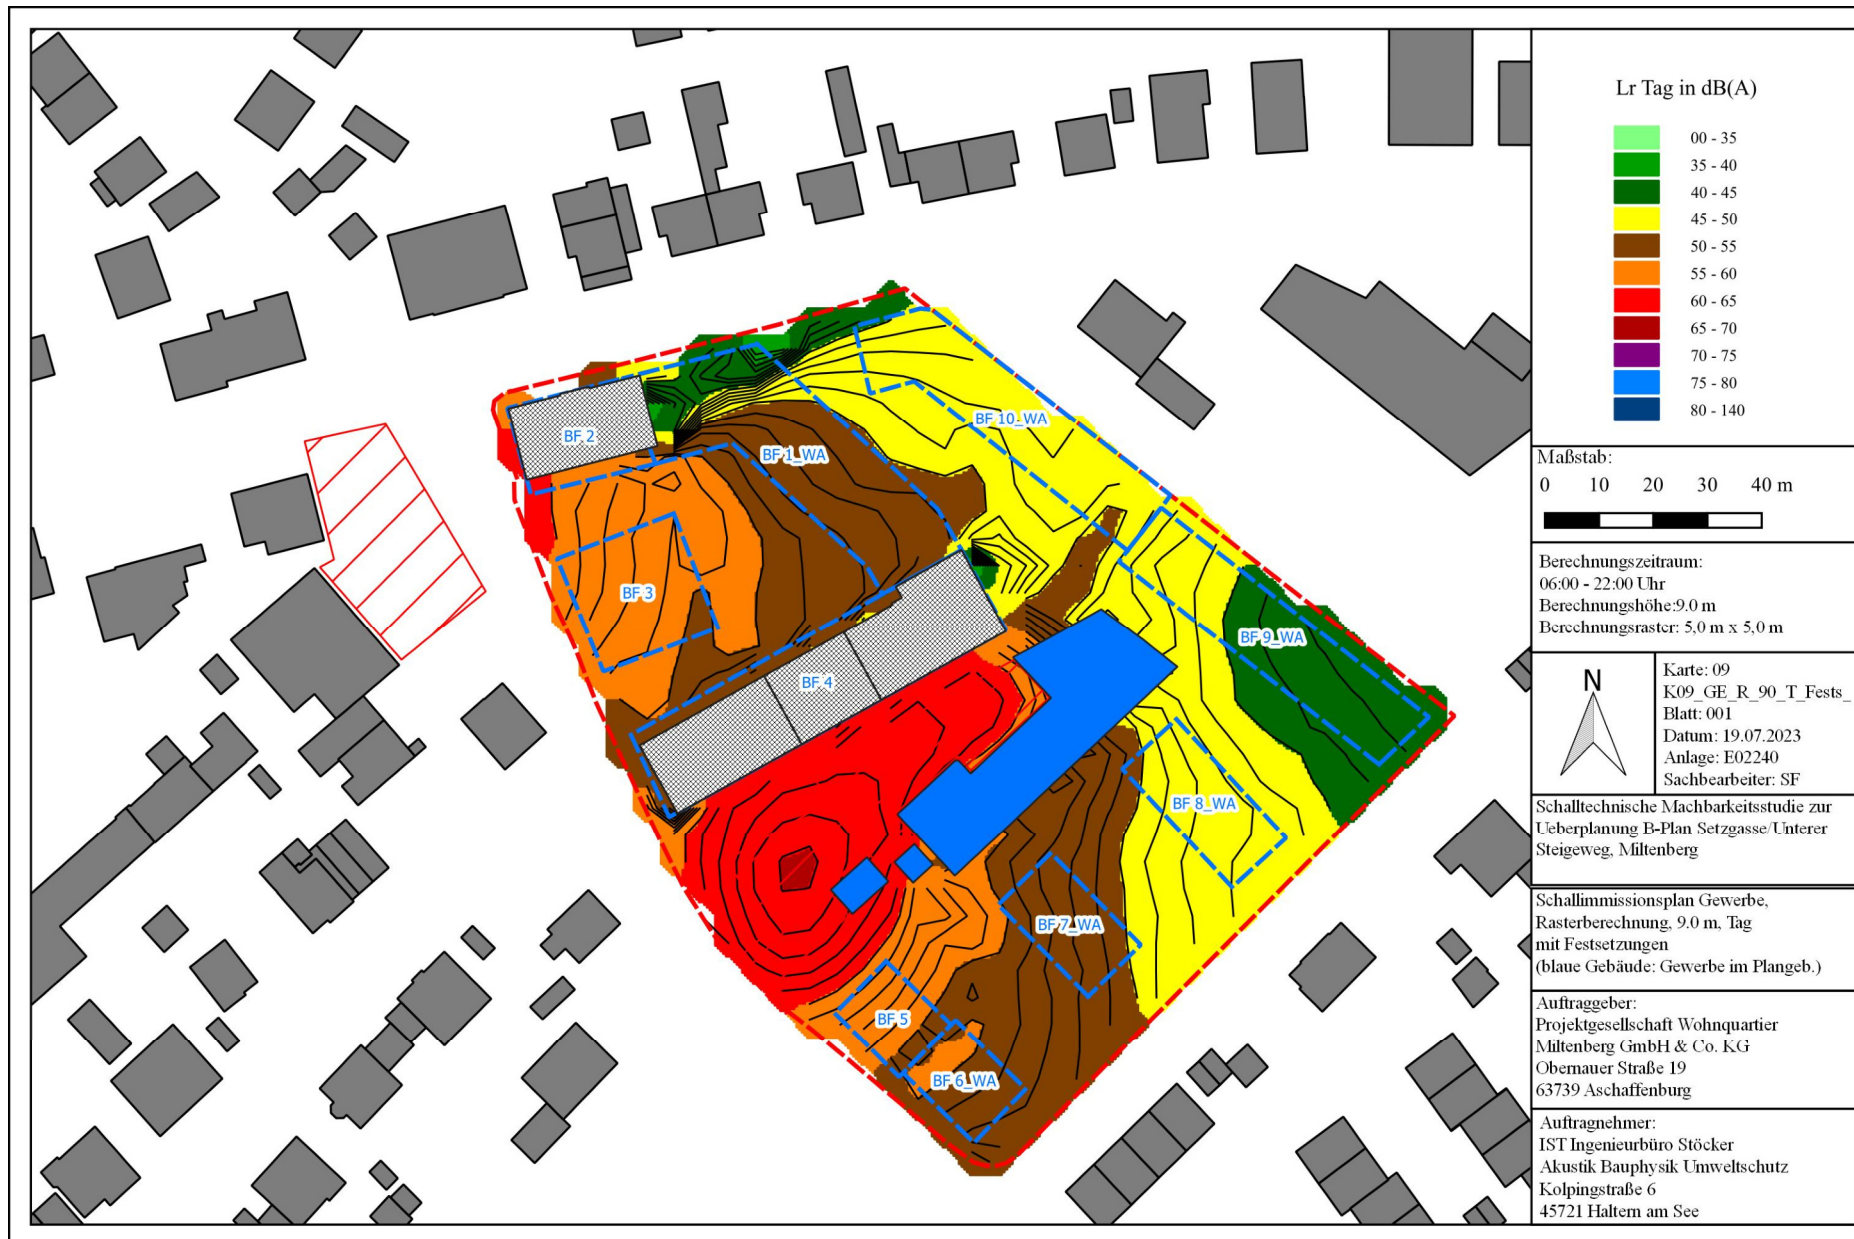 Lr Tag in dB(A)
00 - 35
35 - 40
40 - 45
45 - 50
50 - 55
55 - 60
60 - 65
65 - 70
70 - 75
75 - 80
80 - 140
Maßstab:
0 10 20 30 40 m
Berechnungszeitraum:
06:00 - 22:00 Uhr
Berechnungshöhe:9.0 m
Berechnungsraster: 5,0 m x 5,0 m
N
Karte: 09
K09_GE_R_90_T_Fests_
Blatt: 001
Datum: 19.07.2023
Anlage: E02240
Sachbearbeiter: SF
Schalltechnische Machbarkeitsstudie zur
Ueberplanung B-Plan Setzgasse/Unterer
Steigeweg, Miltenberg
Schallimmissionsplan Gewerbe,
Rasterberechnung, 9.0 m, Tag
mit Festsetzungen
(blaue Gebäude: Gewerbe im Plangeb.)
Auftraggeber:
Projektgesellschaft Wohnquartier
Miltenberg GmbH & Co. KG
Obernauer Straße 19
63739 Aschaffenburg
Auftragnehmer:
IST Ingenieurbüro Stöcker
Akustik Bauphysik Umweltschutz
Kolpingstraße 6
45721 Haltern am See
BF 10_WA
BF 2
BF 1_WA
BF 3
BF 9_WA
BF 4
BF 8_WA
BF 7_WA
BF 5
BF 6_WA